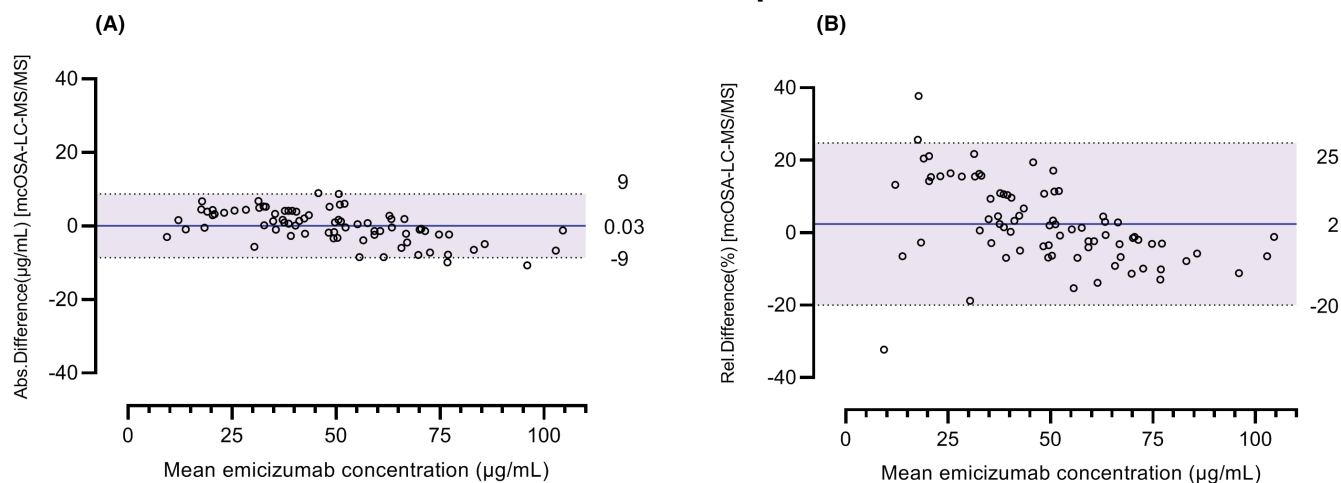 (A)
Abs.Difference(µg/mL) [mcOSA-LC-MS/MS]
40
20
0
-20
-40
9
0.03
-9
0 25 50 75 100
Mean emicizumab concentration (µg/mL)
(B)
Rel.Difference(%) [mcOSA-LC-MS/MS]
40
20
0
-20
-40
25
2
-20
0 25 50 75 100
Mean emicizumab concentration (µg/mL)